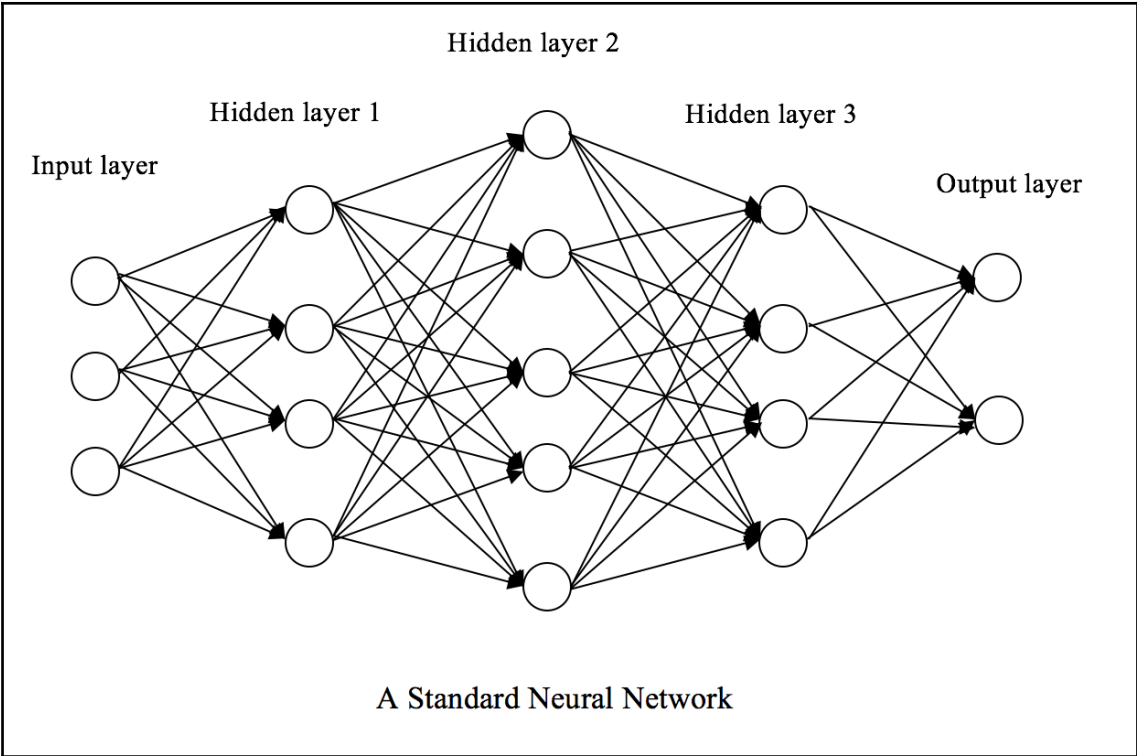 Hidden layer 2
Hidden layer 1
Hidden layer 3
Input layer
Output layer
A Standard Neural Network